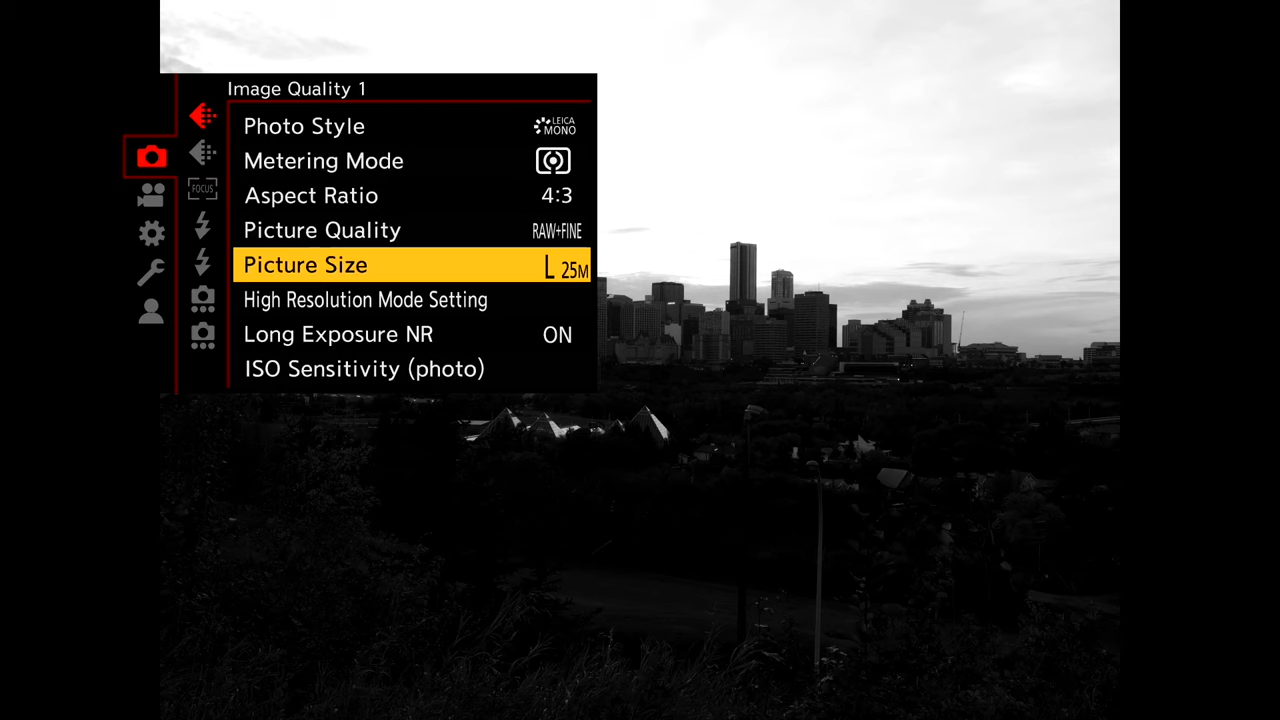 Image Quality 1
Photo Style LEICA MONO
Metering Mode
Aspect Ratio 4:3
Picture Quality RAW+FINE
Picture Size L 25M
High Resolution Mode Setting
Long Exposure NR ON
ISO Sensitivity (photo)
FOCUS